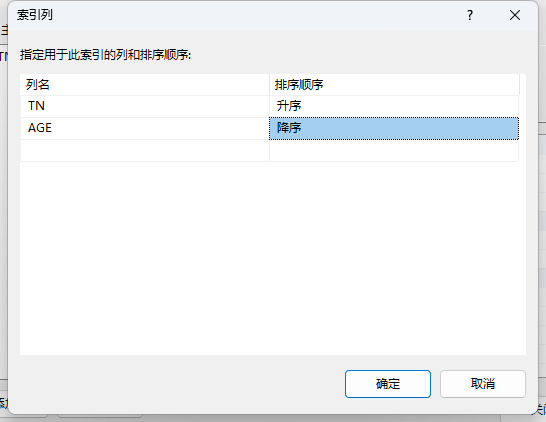 索引列
指定用于此索引的列和排序顺序:
列名 排序顺序
TN 升序
AGE 降序
确定 取消